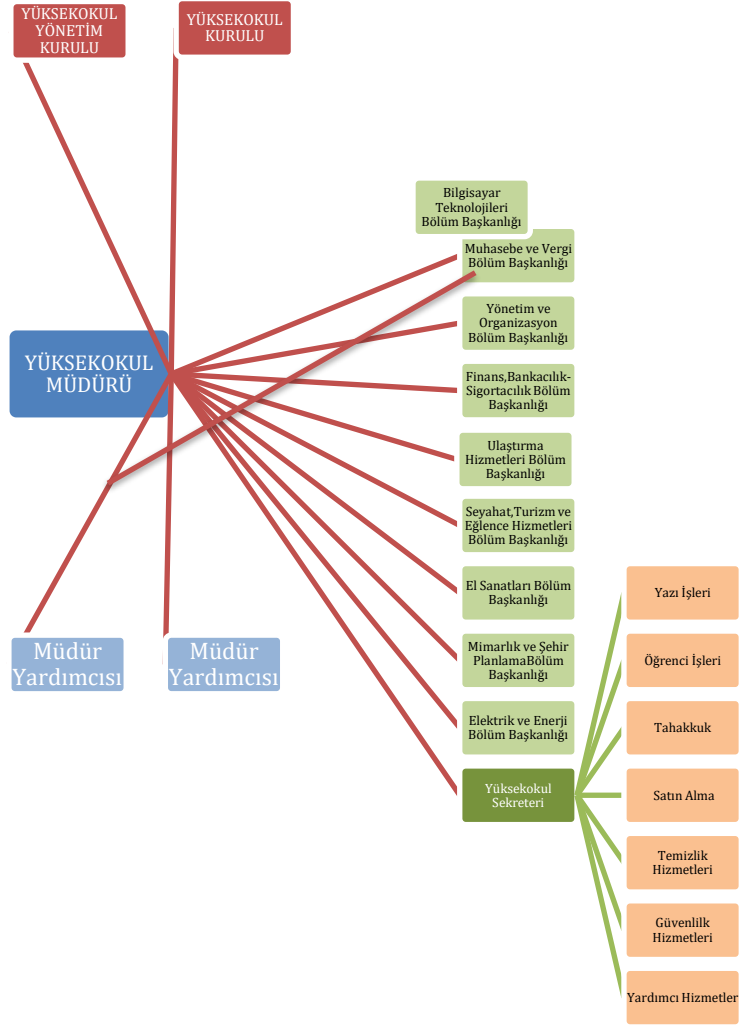 YÜKSEKOKUL
YÖNETİM
KURULU
YÜKSEKOKUL
KURULU
Bilgisayar
Teknolojileri
Bölüm Başkanlığı
Muhasebe ve Vergi
Bölüm Başkanlığı
Yönetim ve
Organizasyon
Bölüm Başkanlığı
YÜKSEKOKUL
MÜDÜRÜ
Finans,Bankacılık-
Sigortacılık Bölüm
Başkanlığı
Ulaştırma
Hizmetleri Bölüm
Başkanlığı
Seyahat,Turizm ve
Eğlence Hizmetleri
Bölüm Başkanlığı
El Sanatları Bölüm
Başkanlığı
Mimarlık ve Şehir
PlanlamaBölüm
Başkanlığı
Elektrik ve Enerji
Bölüm Başkanlığı
Yüksekokul
Sekreteri
Müdür
Yardımcısı
Müdür
Yardımcısı
Yazı İşleri
Öğrenci İşleri
Tahakkuk
Satın Alma
Temizlik
Hizmetleri
Güvenlilk
Hizmetleri
Yardımcı Hizmetler